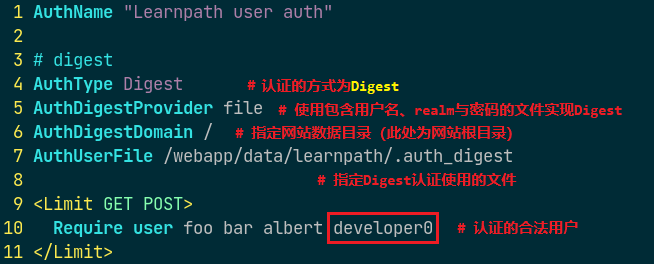 1 AuthName "Learnpath user auth"
2
3 # digest
4 AuthType Digest # 认证的方式为Digest
5 AuthDigestProvider file # 使用包含用户名、realm与密码的文件实现Digest
6 AuthDigestDomain / # 指定网站数据目录（此处为网站根目录）
7 AuthUserFile /webapp/data/learnpath/.auth_digest
8 # 指定Digest认证使用的文件
9 <Limit GET POST>
10 Require user foo bar albert developer0 # 认证的合法用户
11 </Limit>